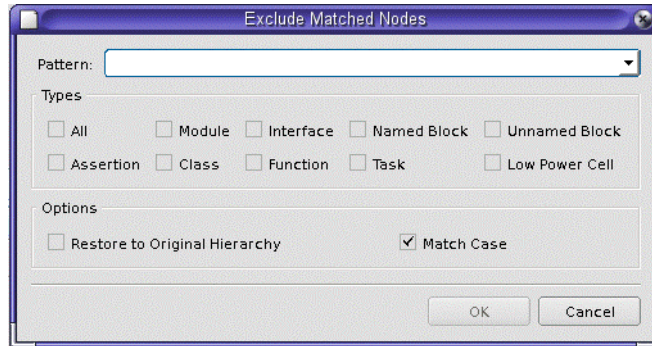 Exclude Matched Nodes
Pattern:
Types
All Module Interface Named Block Unnamed Block
Assertion Class Function Task Low Power Cell
Options
Restore to Original Hierarchy Match Case
OK Cancel